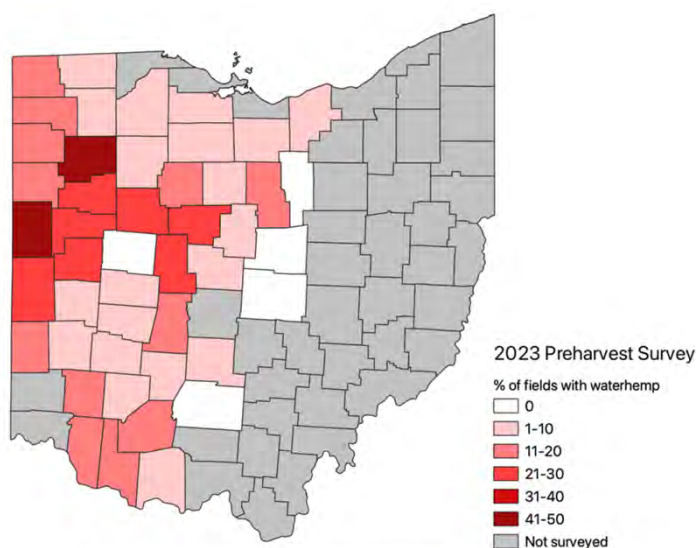 2023 Preharvest Survey
% of fields with waterhemp
0
1-10
11-20
21-30
31-40
41-50
Not surveyed